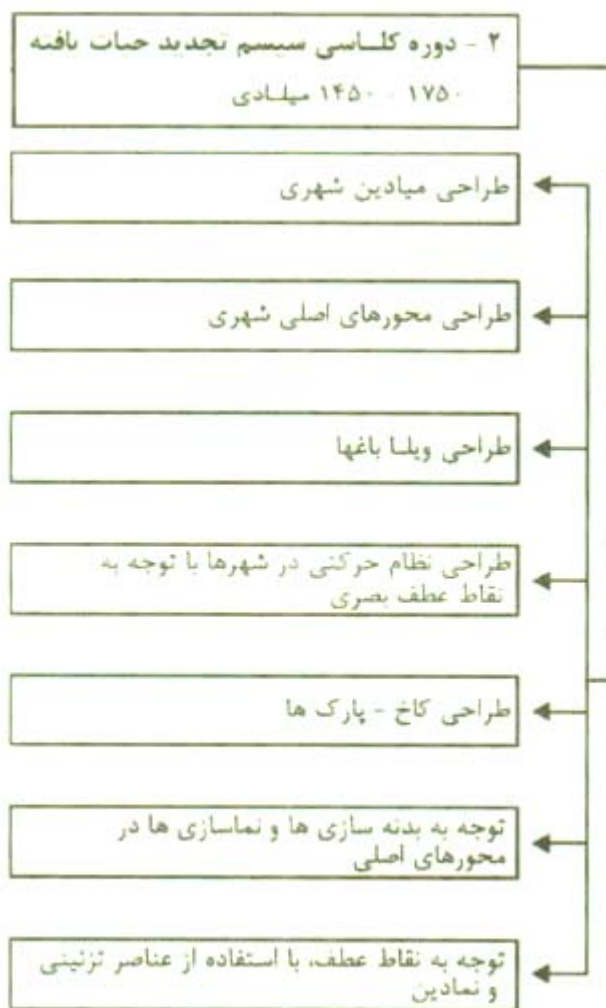 ۲ - دوره کلاسی سیسم تجدید حیات یافته
۱۴۵۰ - ۱۷۵۰ میلادی
طراحی میادین شهری
طراحی محورهای اصلی شهری
طراحی ویلا باغها
طراحی نظام حرکتی در شهرها با توجه به
نقاط عطف بصری
طراحی کاخ - پارک ها
توجه به بدنه سازی ها و نماسازی ها در
محورهای اصلی
توجه به نقاط عطف، با استفاده از عناصر تزئینی
و نمادین